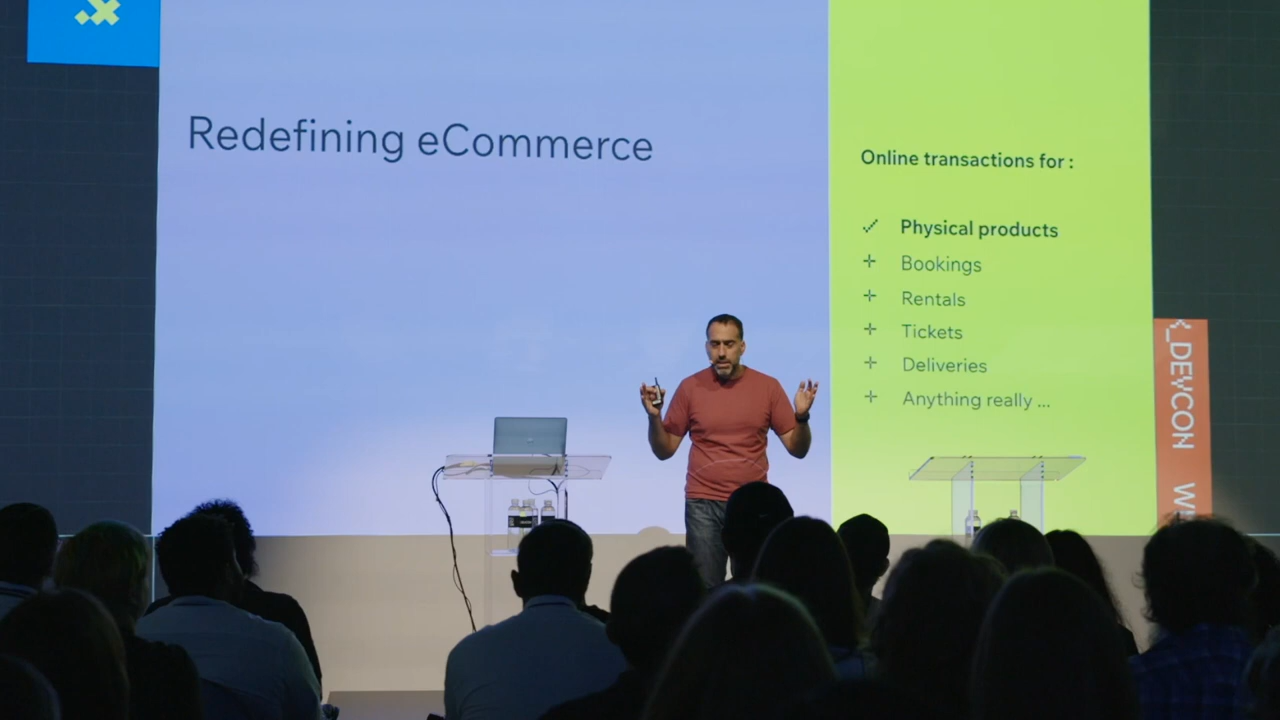 Redefining eCommerce
Online transactions for :
Physical products
Bookings
Rentals
Tickets
Deliveries
Anything really ...
_DEVCON